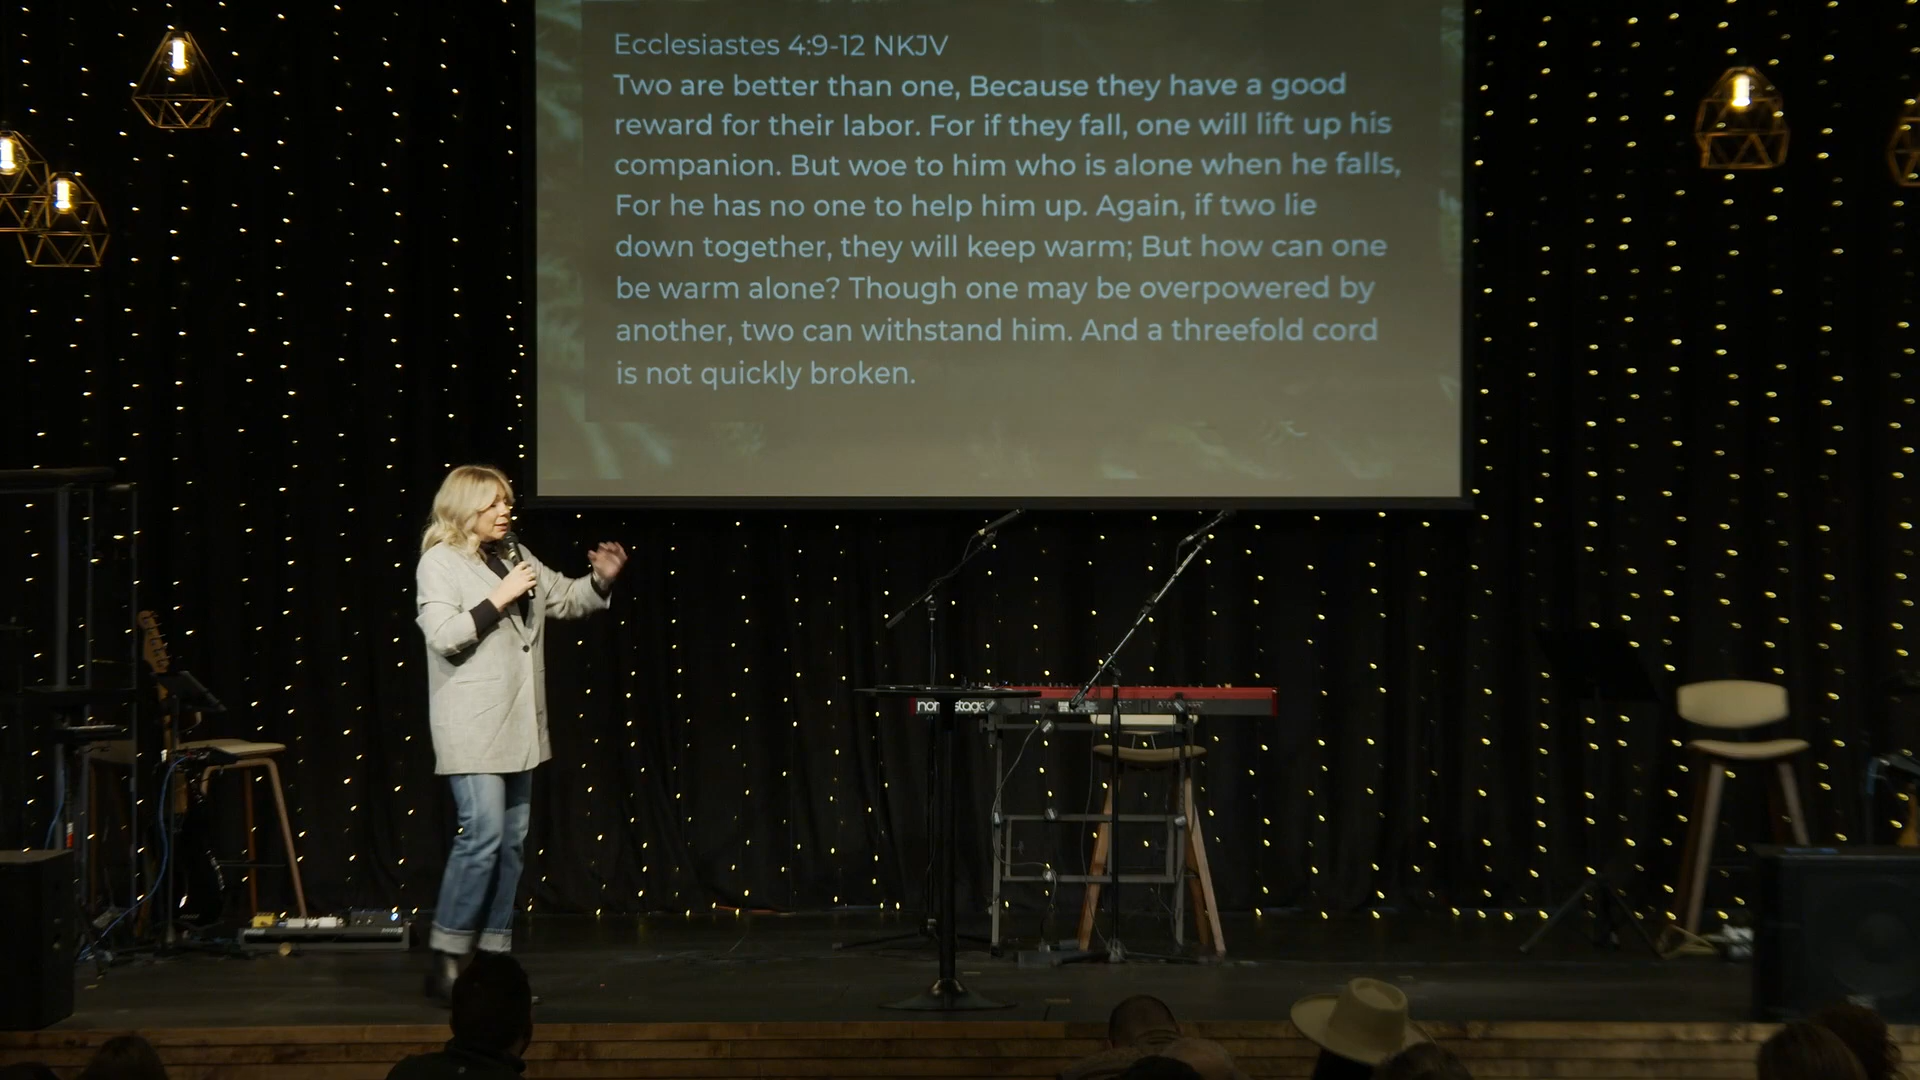 Ecclesiastes 4:9-12 NKJV
Two are better than one, Because they have a good
reward for their labor. For if they fall, one will lift up his
companion. But woe to him who is alone when he falls,
For he has no one to help him up. Again, if two lie
down together, they will keep warm; But how can one
be warm alone? Though one may be overpowered by
another, two can withstand him. And a threefold cord
is not quickly broken.
nord stage